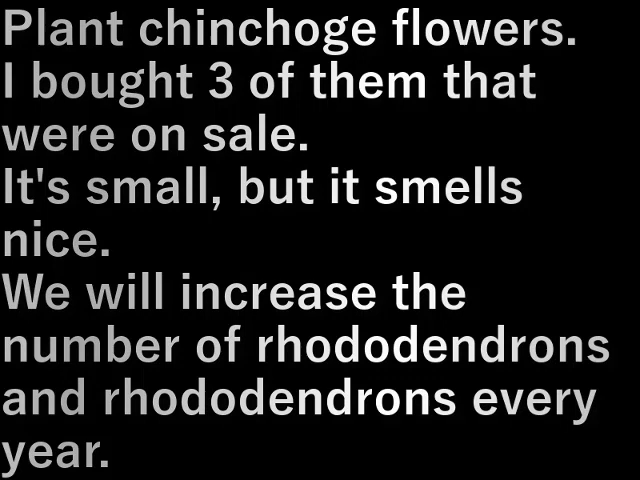 Plant chinchoge flowers.
I bought 3 of them that
were on sale.
It's small, but it smells
nice.
We will increase the
number of rhododendrons
and rhododendrons every
year.